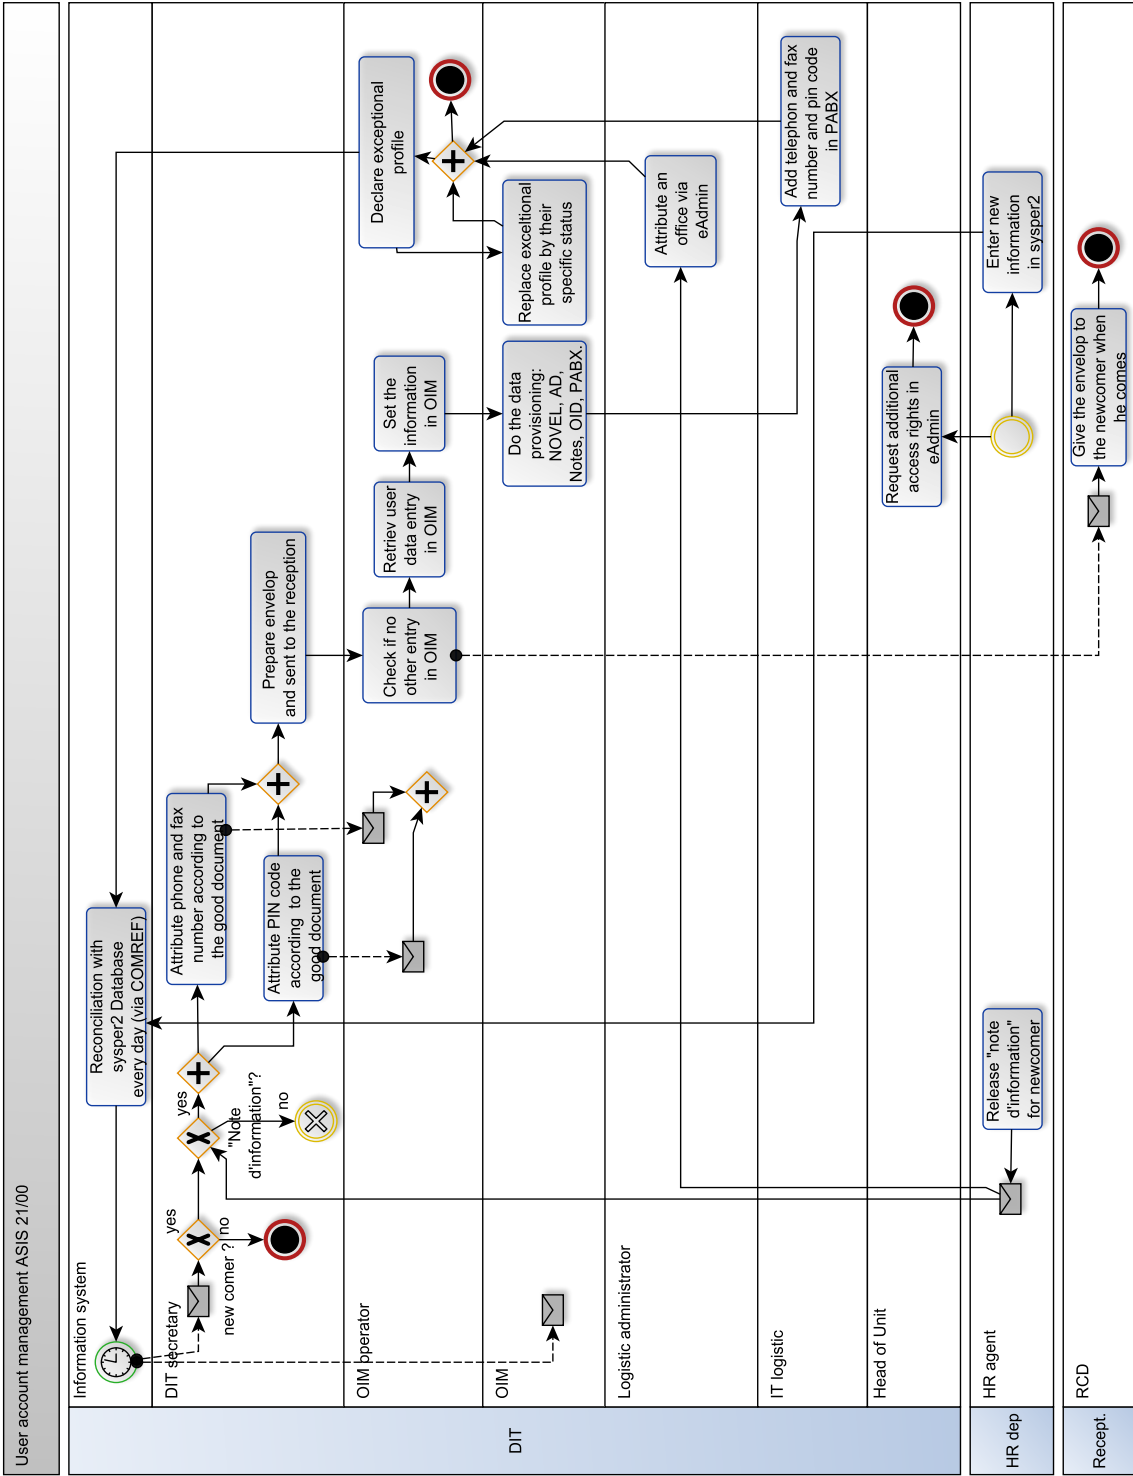 User account management ASIS 21/00
DIT
Information system
Reconciliation with
sysper2 Database
every day (via COMREF)
DIT secretary
new comer ?
yes
no
"Note
d'information"?
yes
no
Attribute phone and fax
number according to
the good document
Attribute PIN code
according to the
good document
Prepare envelop
and sent to the reception
OIM operator
Check if no
other entry
in OIM
Retriev user
data entry
in OIM
Set the
information
in OIM
Declare exceptional
profile
OIM
Do the data
provisioning:
NOVEL, AD,
Notes, OID, PABX.
Replace exceltional
profile by their
specific status
Logistic administrator
Attribute an
office via
eAdmin
IT logistic
Add telephon and fax
number and pin code
in PABX
Head of Unit
Request additional
access rights in
eAdmin
HR dep
HR agent
Release "note
d'information"
for newcomer
Enter new
information
in sysper2
Recept.
RCD
Give the envelop to
the newcomer when
he comes